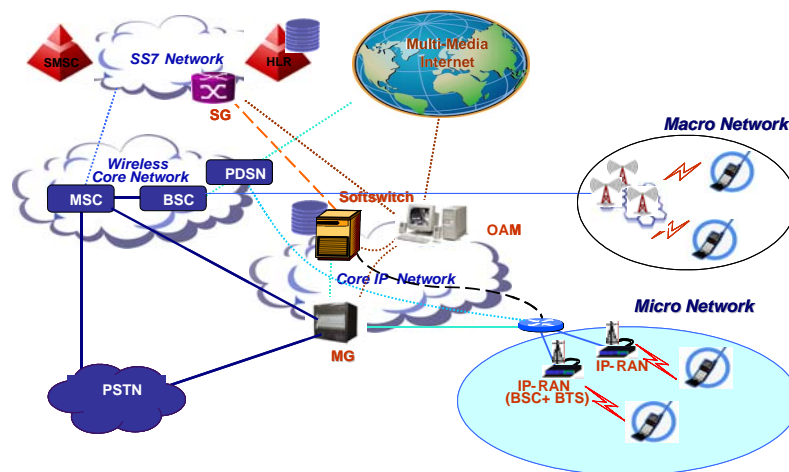 SMSC
SS7 Network
HLR
SG
Multi-Media
Internet
Macro Network
Wireless
Core Network
PDSN
MSC
BSC
Softswitch
OAM
Core IP Network
Micro Network
MG
IP-RAN
IP-RAN
(BSC+ BTS)
PSTN